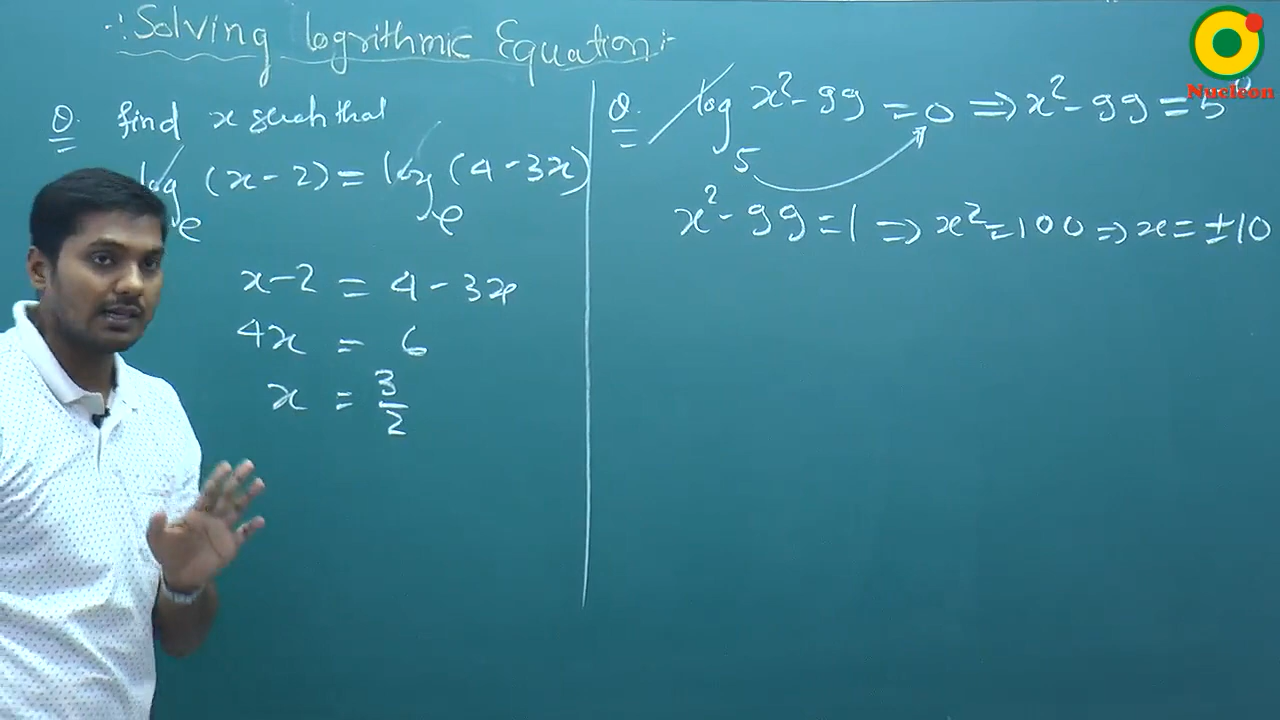 ∴ Solving logrithmic Equation:-
Q. find x such that
log_e (x-2) = log_e (4-3x)
x-2 = 4-3x
4x = 6
x = 3/2
Q. log_5 x²-99 = 0 ⇒ x²-99 = 5⁰
x²-99 = 1 ⇒ x² = 100 ⇒ x = ±10
Nucleon